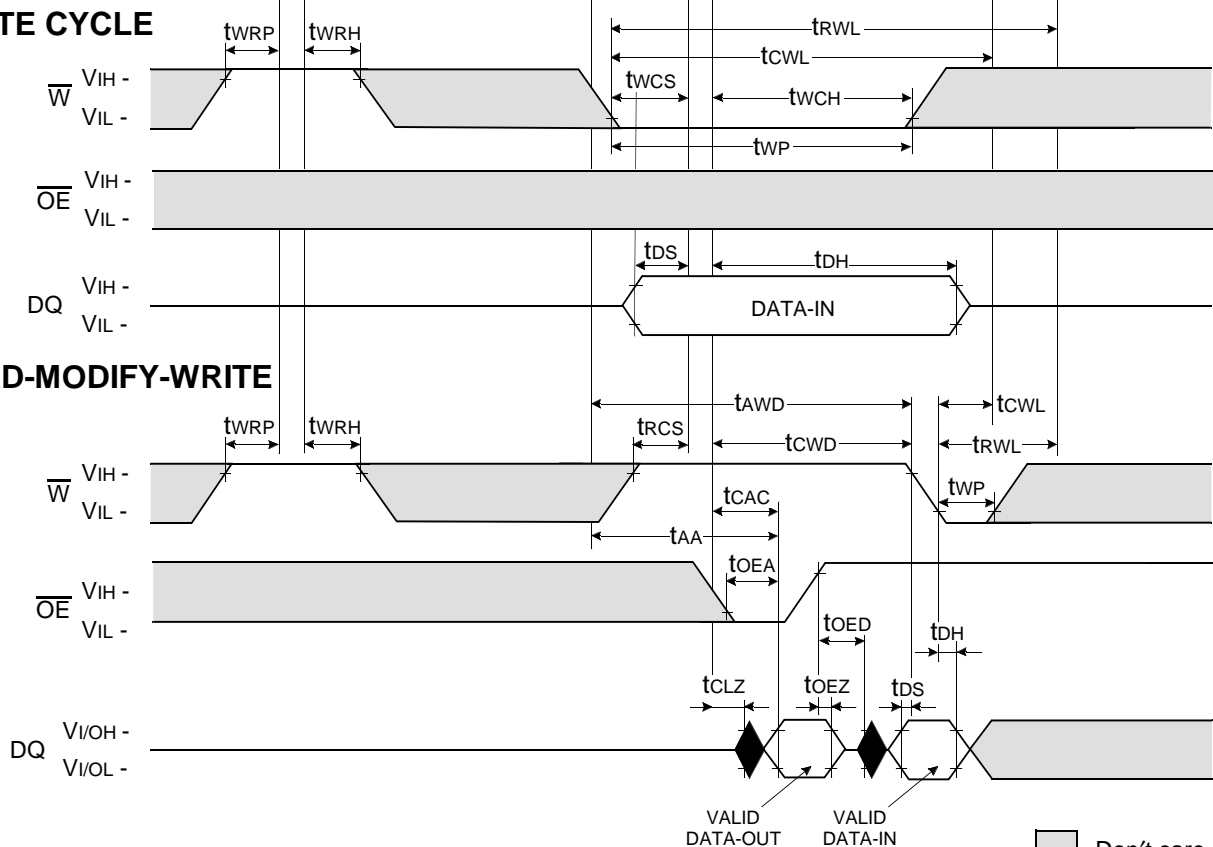 TE CYCLE
tWRP
tWRH
tRWL
tCWL
tWCS
tWCH
tWP
W
VIH -
VIL -
OE
VIH -
VIL -
tDS
tDH
DQ
VIH -
VIL -
DATA-IN
D-MODIFY-WRITE
tAWD
tCWL
tWRP
tWRH
tRCS
tCWD
tRWL
W
VIH -
VIL -
tCAC
tWP
tAA
tOEA
OE
VIH -
VIL -
tOED
tDH
tCLZ
tOEZ
tDS
DQ
VI/OH -
VI/OL -
VALID
DATA-OUT
VALID
DATA-IN
Don't care